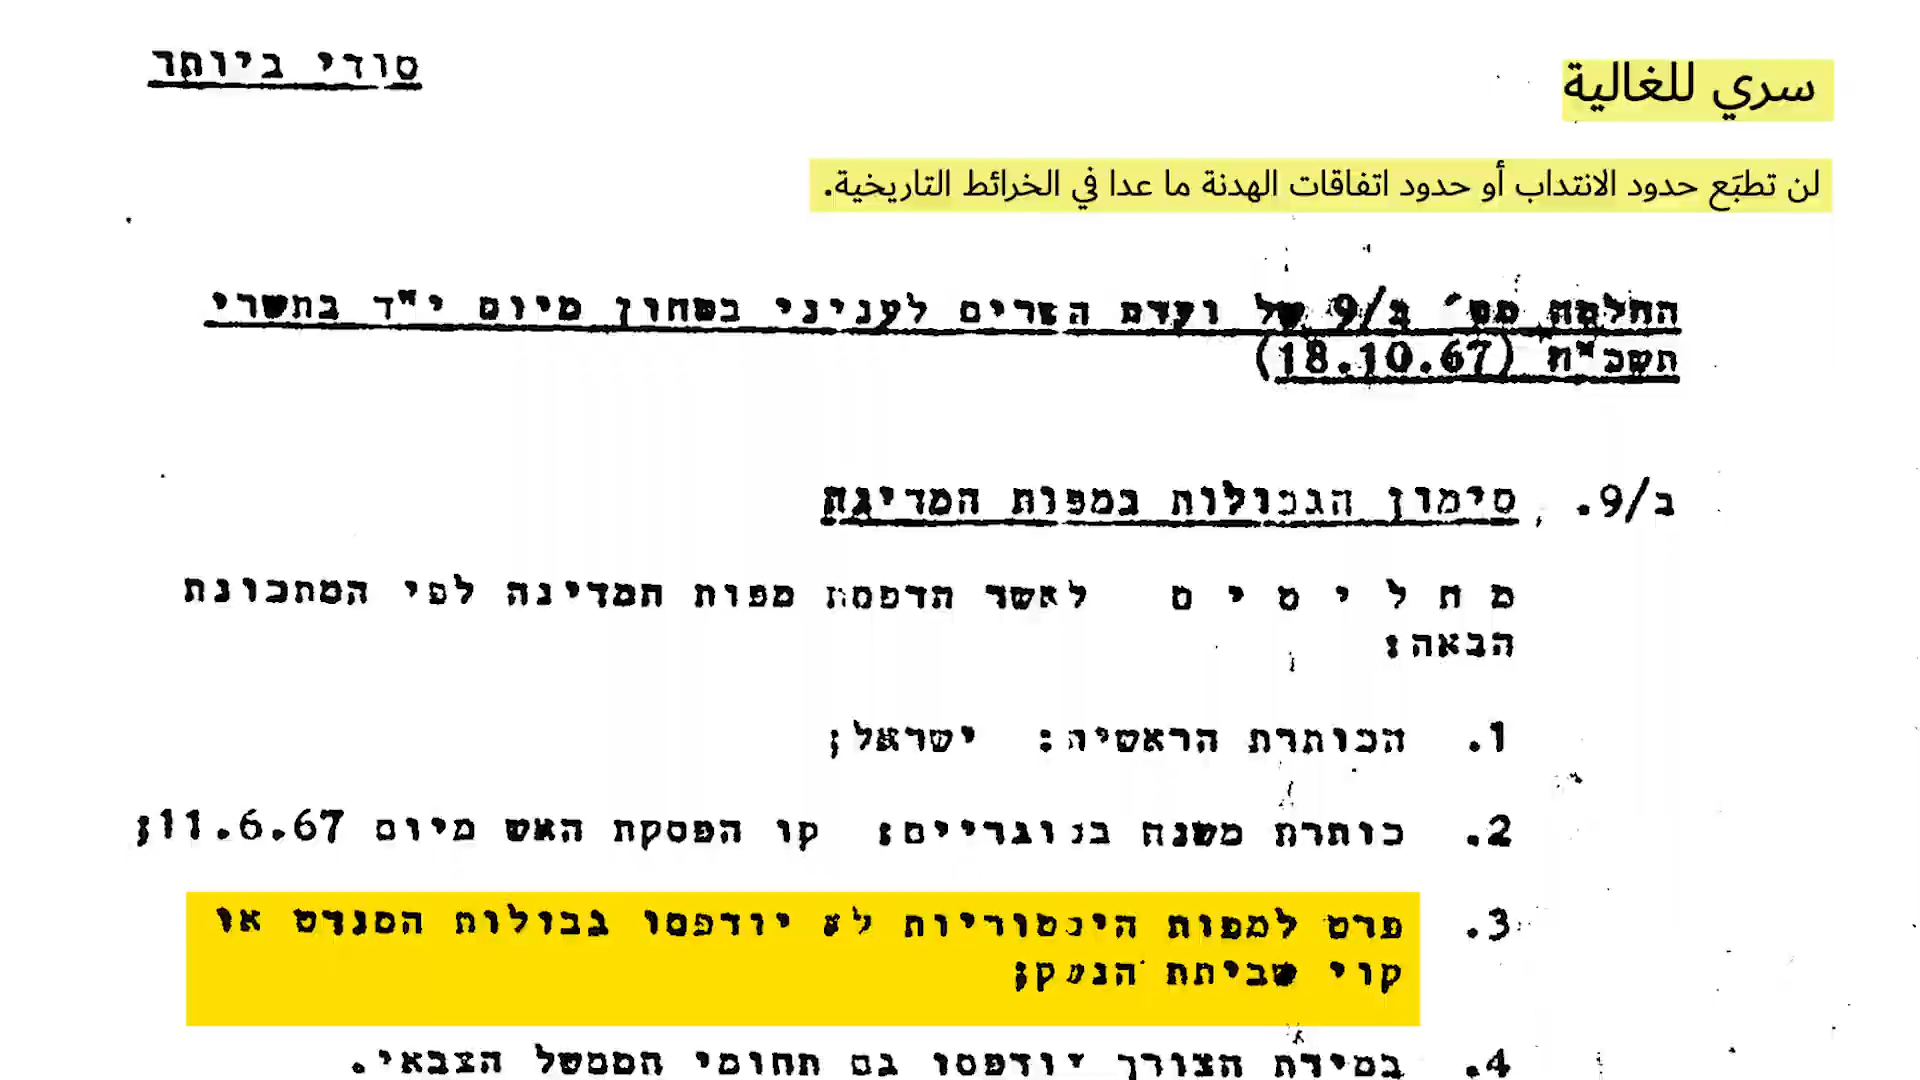 סודי ביותר
سري للغالية
لن تطبَع حدود الانتداب أو حدود اتفاقات الهدنة ما عدا في الخرائط التاريخية.
החלטה מס' ב/9 של ועדת השרים לעניני בטחון מיום י"ד בתשרי
תשכ"ח (18.10.67)
ב/9. סימון הגבולות במפות המדינה
מ ח ל י ט י ם לאשר הדפסת מפות המדינה לפי המתכונת
הבאה:
1. הכותרת הראשית: ישראל;
2. כותרת משנה בסוגריים: קו הפסקת האש מיום 11.6.67;
3. פרט למפות היסטוריות לא יודפסו גבולות המנדט או
קוי שביתת הנשק;
4. במידת הצורך יודפסו גם תחומי הממשל הצבאי.